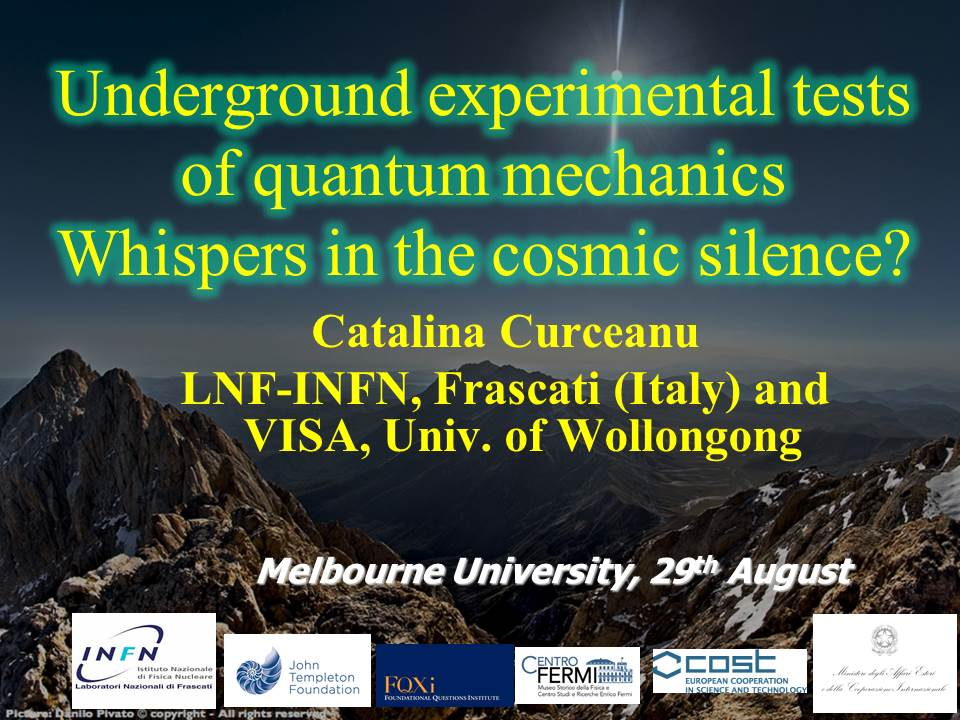 Underground experimental tests
of quantum mechanics
Whispers in the cosmic silence?
Catalina Curceanu
LNF-INFN, Frascati (Italy) and
VISA, Univ. of Wollongong
Melbourne University, 29th August
INFN
Istituto Nazionale
di Fisica Nucleare
Laboratori Nazionali di Frascati
John
Templeton
Foundation
FQXi
FOUNDATIONAL QUESTIONS INSTITUTE
CENTRO
FERMI
Museo Storico della Fisica e
Centro Studi e Ricerche Enrico Fermi
cost
EUROPEAN COOPERATION
IN SCIENCE AND TECHNOLOGY
Ministero degli Affari Esteri
e della Cooperazione Internazionale
Picture: Danilo Pivato © copyright - All rights reserved